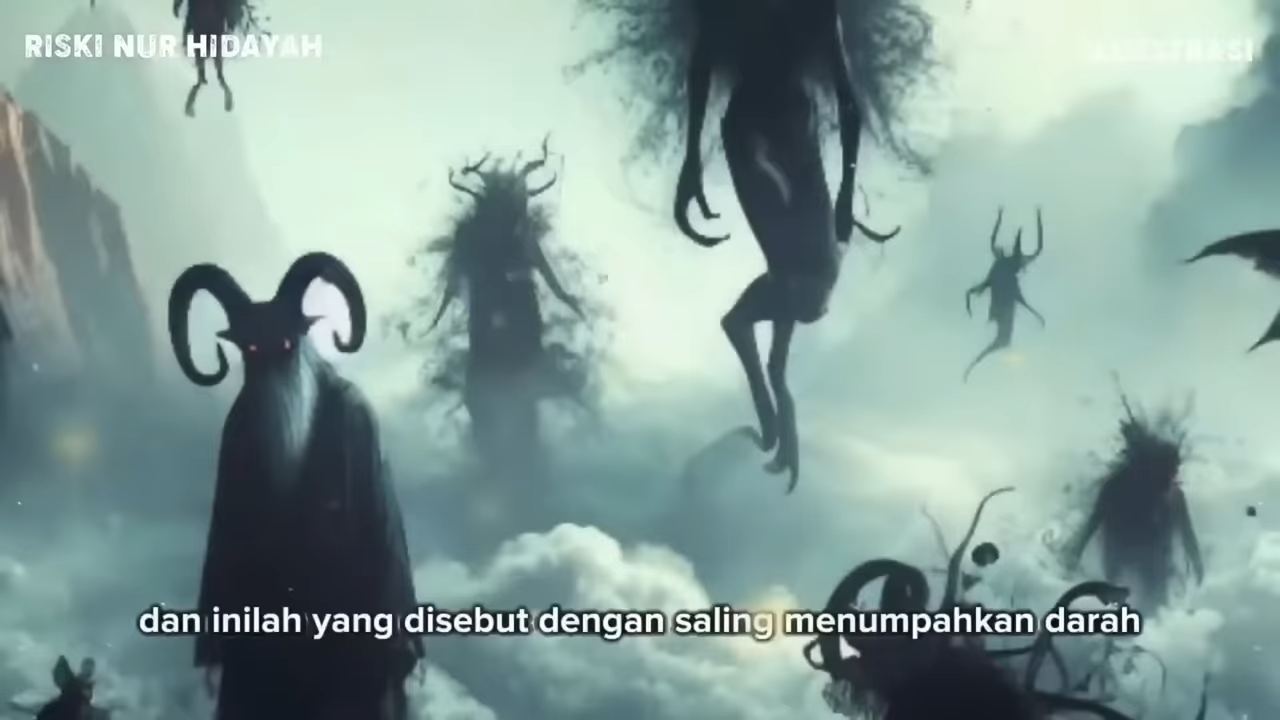 RISKI NUR HIDAYAH
dan inilah yang disebut dengan saling menumpahkan darah